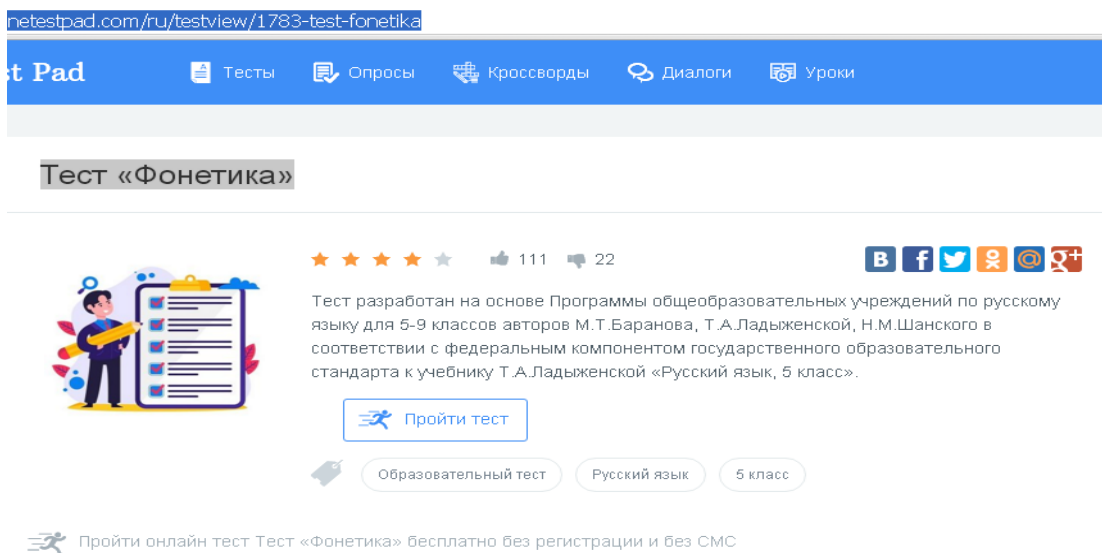 netestpad.com/ru/testview/1783-test-fonetika
st Pad Тесты Опросы Кроссворды Диалоги Уроки
Тест «Фонетика»
111 22
Тест разработан на основе Программы общеобразовательных учреждений по русскому
языку для 5-9 классов авторов М.Т.Баранова, Т.А.Ладыженской, Н.М.Шанского в
соответствии с федеральным компонентом государственного образовательного
стандарта к учебнику Т.А.Ладыженской «Русский язык, 5 класс».
Пройти тест
Образовательный тест Русский язык 5 класс
Пройти онлайн тест Тест «Фонетика» бесплатно без регистрации и без СМС